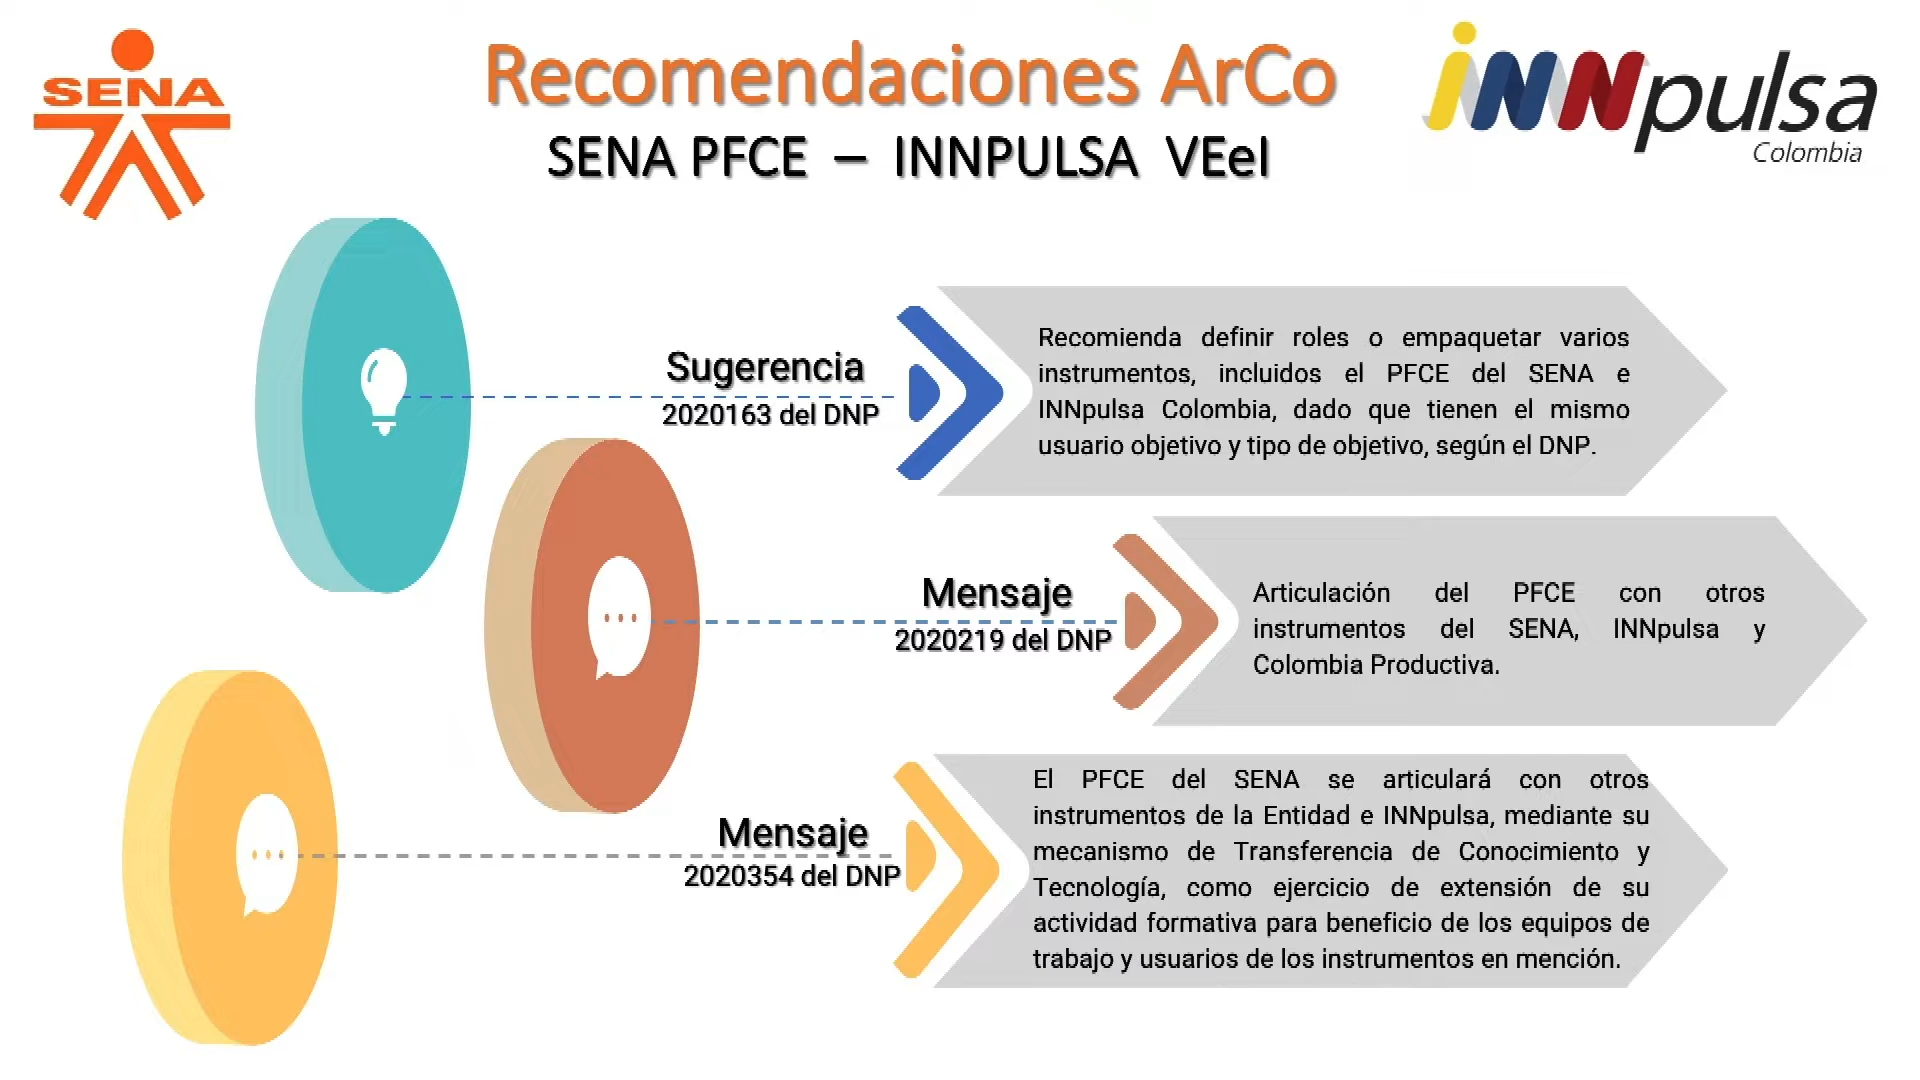 SENA
Recomendaciones ArCo
SENA PFCE – INNPULSA VEeI
iNNpulsa
Colombia
Sugerencia
2020163 del DNP
Recomienda definir roles o empaquetar varios
instrumentos, incluidos el PFCE del SENA e
INNpulsa Colombia, dado que tienen el mismo
usuario objetivo y tipo de objetivo, según el DNP.
Mensaje
2020219 del DNP
Articulación del PFCE con otros
instrumentos del SENA, INNpulsa y
Colombia Productiva.
Mensaje
2020354 del DNP
El PFCE del SENA se articulará con otros
instrumentos de la Entidad e INNpulsa, mediante su
mecanismo de Transferencia de Conocimiento y
Tecnología, como ejercicio de extensión de su
actividad formativa para beneficio de los equipos de
trabajo y usuarios de los instrumentos en mención.